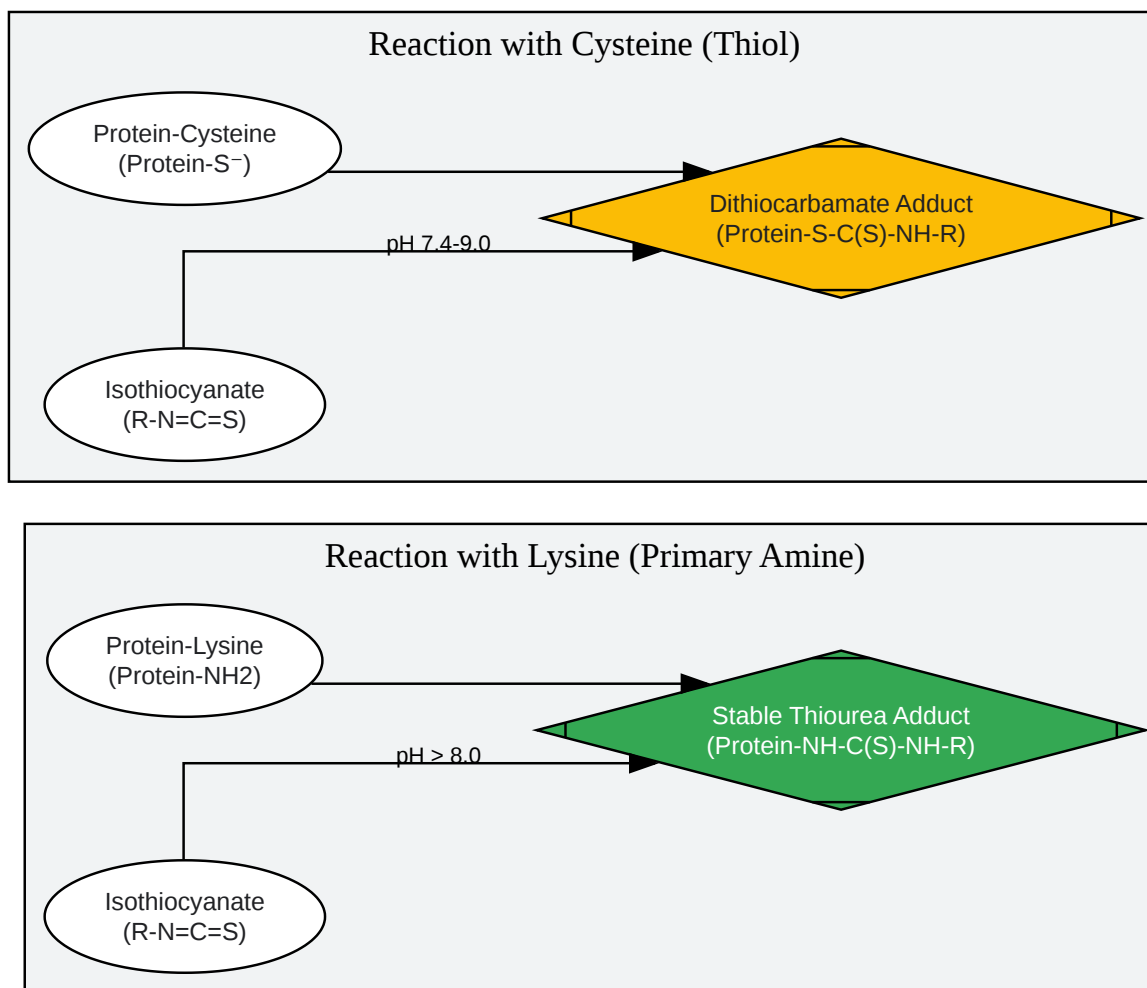 Reaction with Cysteine (Thiol)
Protein-Cysteine
(Protein-S⁻)
Dithiocarbamate Adduct
(Protein-S-C(S)-NH-R)
pH 7.4-9.0
Isothiocyanate
(R-N=C=S)
Reaction with Lysine (Primary Amine)
Protein-Lysine
(Protein-NH2)
Stable Thiourea Adduct
(Protein-NH-C(S)-NH-R)
pH > 8.0
Isothiocyanate
(R-N=C=S)